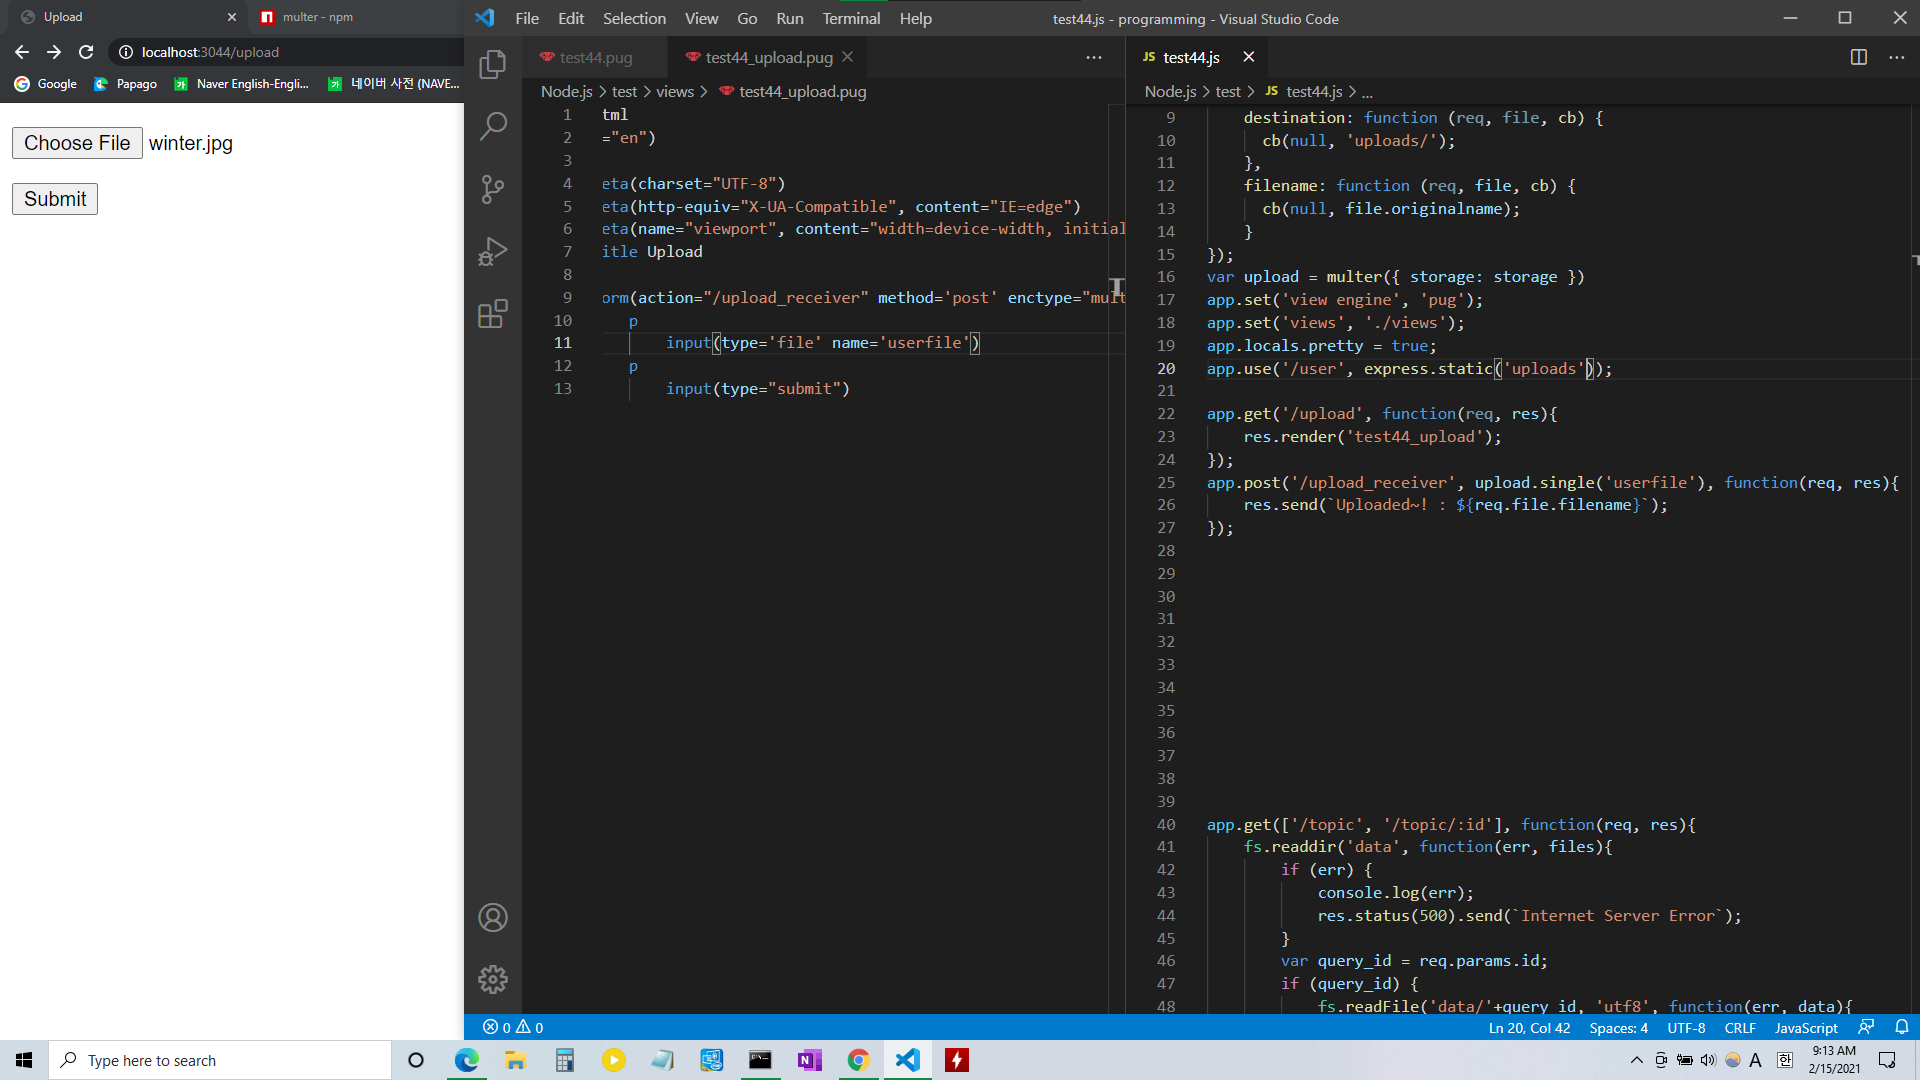 Upload
multer - npm
localhost:3044/upload
Google
Papago
Naver English-Engli...
네이버 사전 (NAVE...
Choose File winter.jpg
Submit
File Edit Selection View Go Run Terminal Help
test44.js - programming - Visual Studio Code
test44.pug
test44_upload.pug
Node.js > test > views > test44_upload.pug
1 tml
2 ="en")
3
4 eta(charset="UTF-8")
5 eta(http-equiv="X-UA-Compatible", content="IE=edge")
6 eta(name="viewport", content="width=device-width, initial
7 itle Upload
8
9 orm(action="/upload_receiver" method='post' enctype="mult
10 p
11 input(type='file' name='userfile')
12 p
13 input(type="submit")
JS test44.js
Node.js > test > JS test44.js > ...
9 destination: function (req, file, cb) {
10 cb(null, 'uploads/');
11 },
12 filename: function (req, file, cb) {
13 cb(null, file.originalname);
14 }
15 });
16 var upload = multer({ storage: storage })
17 app.set('view engine', 'pug');
18 app.set('views', './views');
19 app.locals.pretty = true;
20 app.use('/user', express.static('uploads'));
21
22 app.get('/upload', function(req, res){
23 res.render('test44_upload');
24 });
25 app.post('/upload_receiver', upload.single('userfile'), function(req, res){
26 res.send(`Uploaded~! : ${req.file.filename}`);
27 });
28
29
30
31
32
33
34
35
36
37
38
39
40 app.get(['/topic', '/topic/:id'], function(req, res){
41 fs.readdir('data', function(err, files){
42 if (err) {
43 console.log(err);
44 res.status(500).send(`Internet Server Error`);
45 }
46 var query_id = req.params.id;
47 if (query_id) {
48 fs.readFile('data/'+query_id, 'utf8', function(err, data){
0 0
Ln 20, Col 42 Spaces: 4 UTF-8 CRLF JavaScript
Type here to search
A 한
9:13 AM
2/15/2021